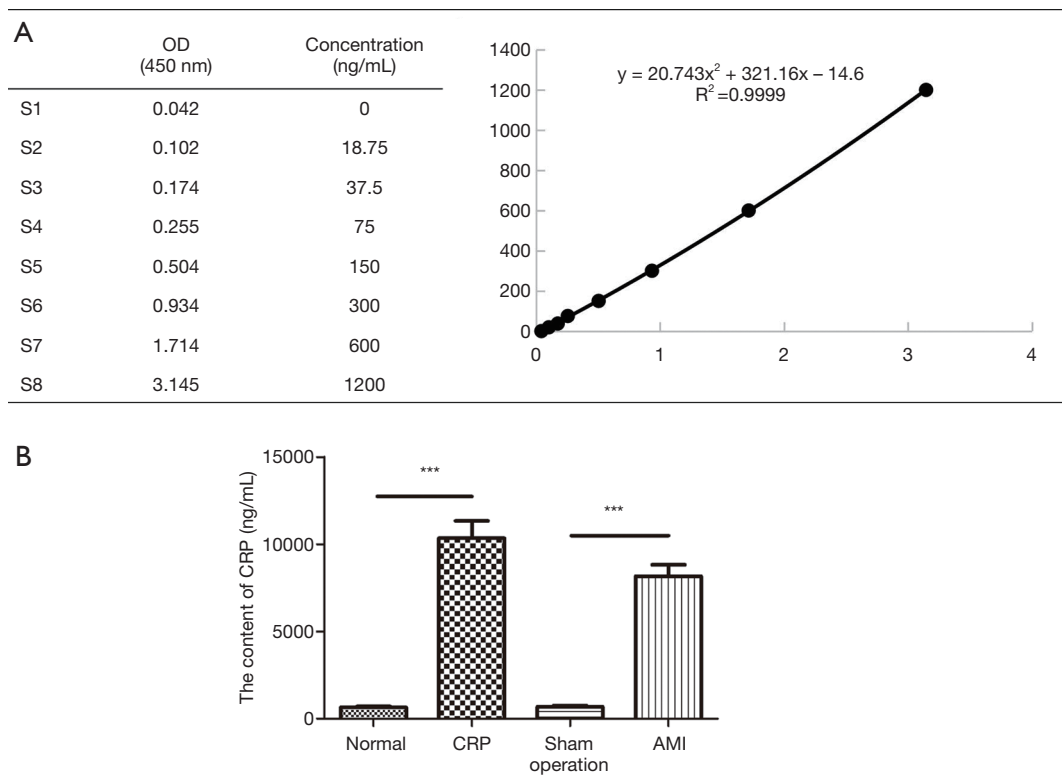 A
OD Concentration
(450 nm) (ng/mL)
S1 0.042 0
S2 0.102 18.75
S3 0.174 37.5
S4 0.255 75
S5 0.504 150
S6 0.934 300
S7 1.714 600
S8 3.145 1200
y = 20.743x² + 321.16x – 14.6
R² =0.9999
1400
1200
1000
800
600
400
200
0
0 1 2 3 4
B
The content of CRP (ng/mL)
15000
10000
5000
0
***
***
Normal CRP Sham AMI
operation